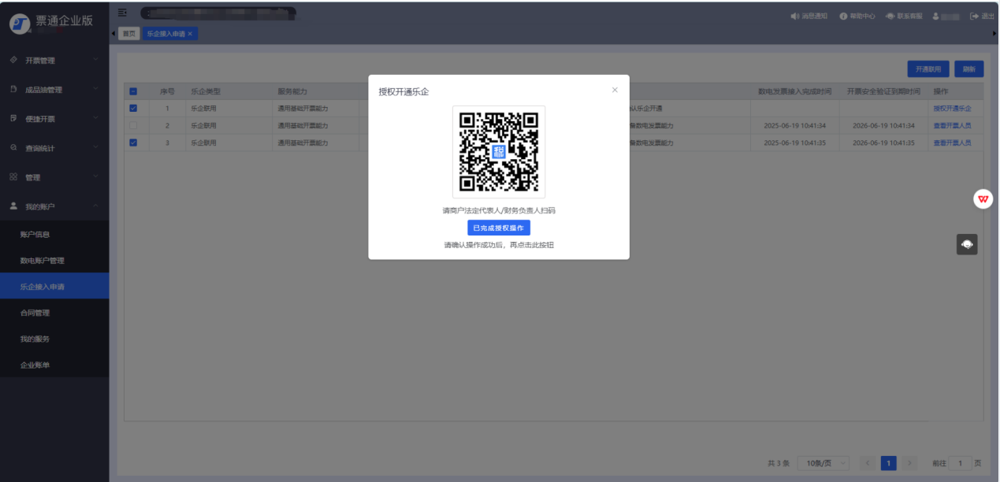 票通企业版
消息通知 帮助中心 联系客服 退出
首页 乐企接入申请 ×
开票管理
成品油管理
便捷开票
查询统计
管理
我的账户
账户信息
数电账户管理
乐企接入申请
合同管理
我的服务
企业账单
开通联用 刷新
序号 乐企类型 服务能力 数电发票接入完成时间 开票安全验证到期时间 操作
1 乐企联用 通用基础开票能力 认乐企开通 授权开通乐企
2 乐企联用 通用基础开票能力 数电发票能力 2025-06-19 10:41:34 2026-06-19 10:41:34 查看开票人员
3 乐企联用 通用基础开票能力 数电发票能力 2025-06-19 10:41:35 2026-06-19 10:41:35 查看开票人员
授权开通乐企
税
请商户法定代表人/财务负责人扫码
已完成授权操作
请确认操作成功后，再点击此按钮
共 3 条 10条/页 1 前往 1 页